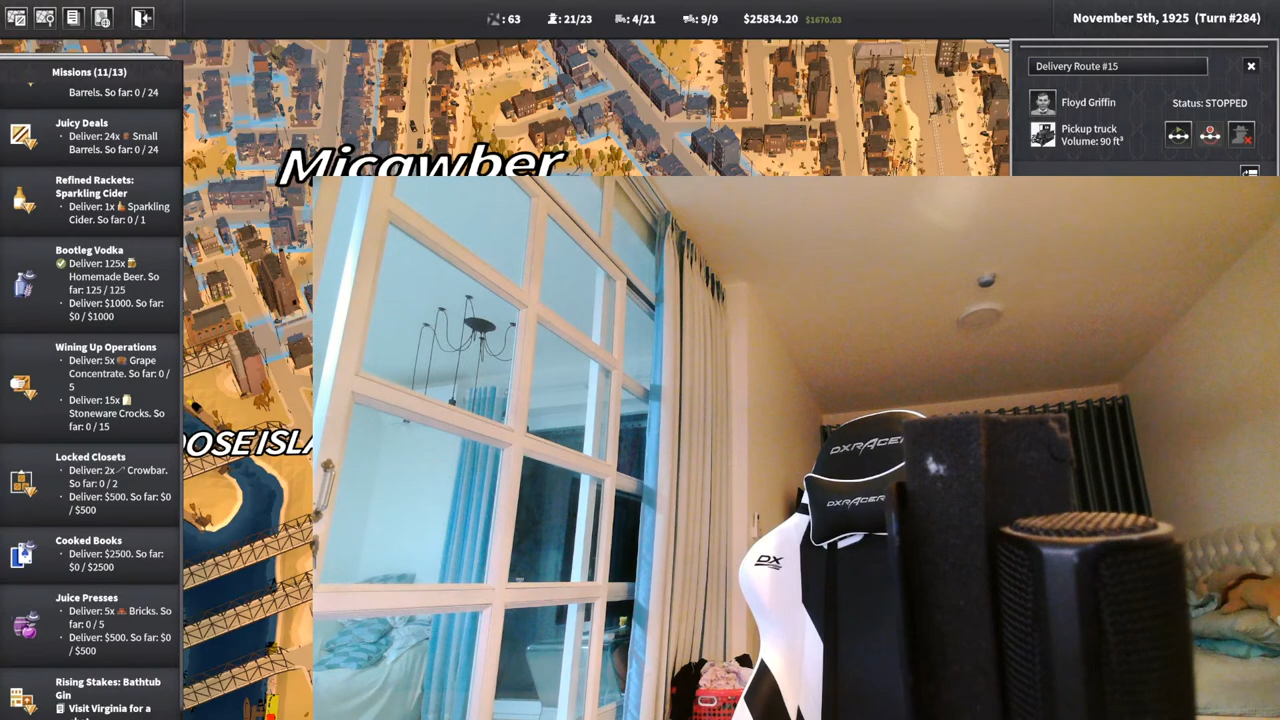 : 63
: 21/23
: 4/21
: 9/9
$25834.20
$1670.03
November 5th, 1925 (Turn #284)
Missions (11/13)
Barrels. So far: 0 / 24
Juicy Deals
· Deliver: 24x Small
Barrels. So far: 0 / 24
Refined Rackets:
Sparkling Cider
· Deliver: 1x Sparkling
Cider. So far: 0 / 1
Bootleg Vodka
Deliver: 125x
Homemade Beer. So
far: 125 / 125
· Deliver: $1000. So far:
$0 / $1000
Wining Up Operations
· Deliver: 5x Grape
Concentrate. So far: 0 /
5
· Deliver: 15x
Stoneware Crocks. So
far: 0 / 15
Locked Closets
· Deliver: 2x Crowbar.
So far: 0 / 2
· Deliver: $500. So far: $0
/ $500
Cooked Books
· Deliver: $2500. So far:
$0 / $2500
Juice Presses
· Deliver: 5x Bricks. So
far: 0 / 5
· Deliver: $500. So far: $0
/ $500
Rising Stakes: Bathtub
Gin
Visit Virginia for a
Micawber
OOSE ISLA
Delivery Route #15
Floyd Griffin
Status: STOPPED
Pickup truck
Volume: 90 ft³
DXRACER
DXRACER
DX